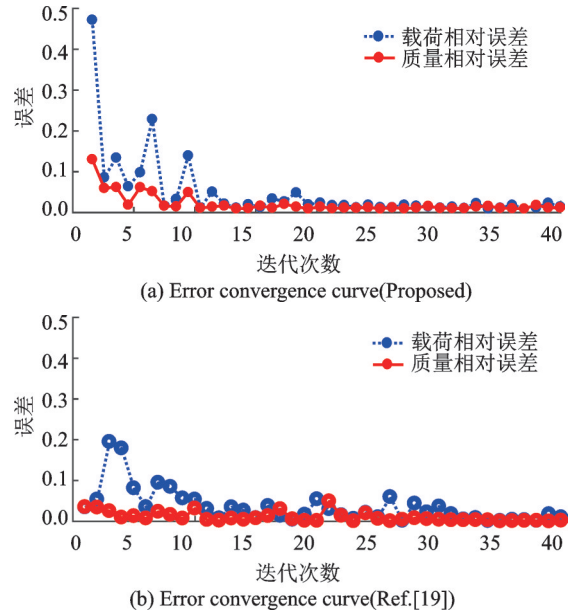 0.5
0.4
0.3
0.2
0.1
0.0
误差
载荷相对误差
质量相对误差
0 5 10 15 20 25 30 35 40
迭代次数
(a) Error convergence curve(Proposed)
0.5
0.4
0.3
0.2
0.1
0.0
误差
载荷相对误差
质量相对误差
0 5 10 15 20 25 30 35 40
迭代次数
(b) Error convergence curve(Ref.[19])